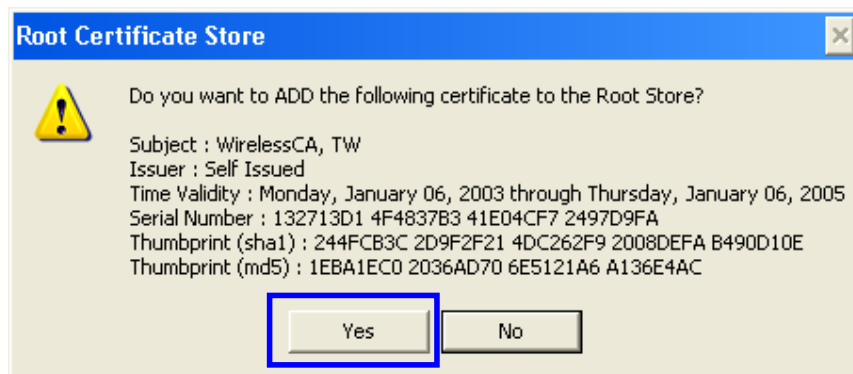 Root Certificate Store
Do you want to ADD the following certificate to the Root Store?
Subject : WirelessCA, TW
Issuer : Self Issued
Time Validity : Monday, January 06, 2003 through Thursday, January 06, 2005
Serial Number : 132713D1 4F4837B3 41E04CF7 2497D9FA
Thumbprint (sha1) : 244FCB3C 2D9F2F21 4DC262F9 2008DEFA B490D10E
Thumbprint (md5) : 1EBA1EC0 2036AD70 6E5121A6 A136E4AC
Yes No